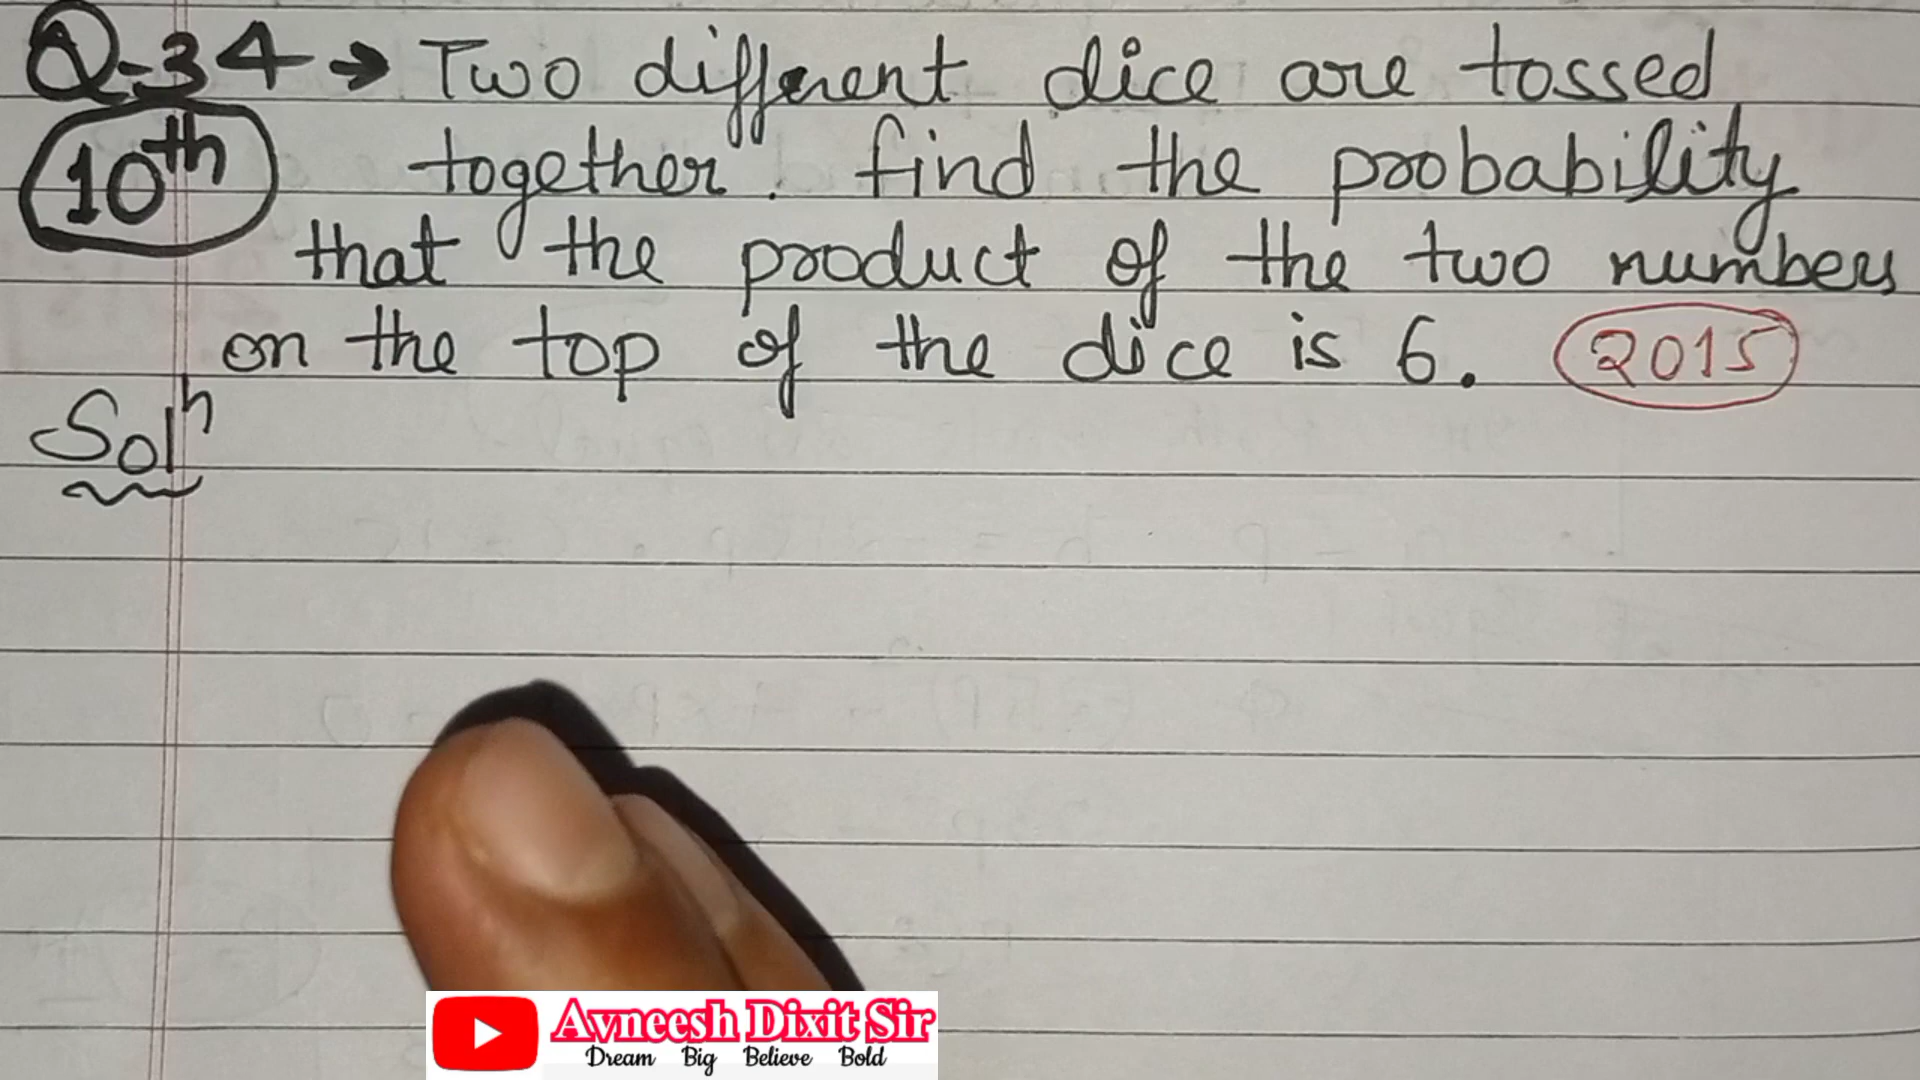 Q-34 → Two different dice are tossed
10th together. find the probability
that the product of the two numbers
on the top of the dice is 6. 2015
Solⁿ
Avneesh Dixit Sir
Dream Big Believe Bold